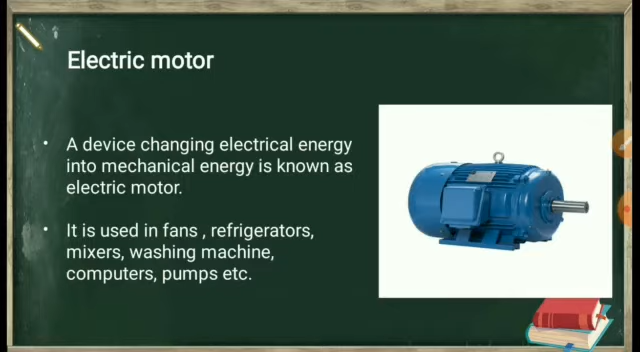 Electric motor
• A device changing electrical energy
into mechanical energy is known as
electric motor.
• It is used in fans , refrigerators,
mixers, washing machine,
computers, pumps etc.